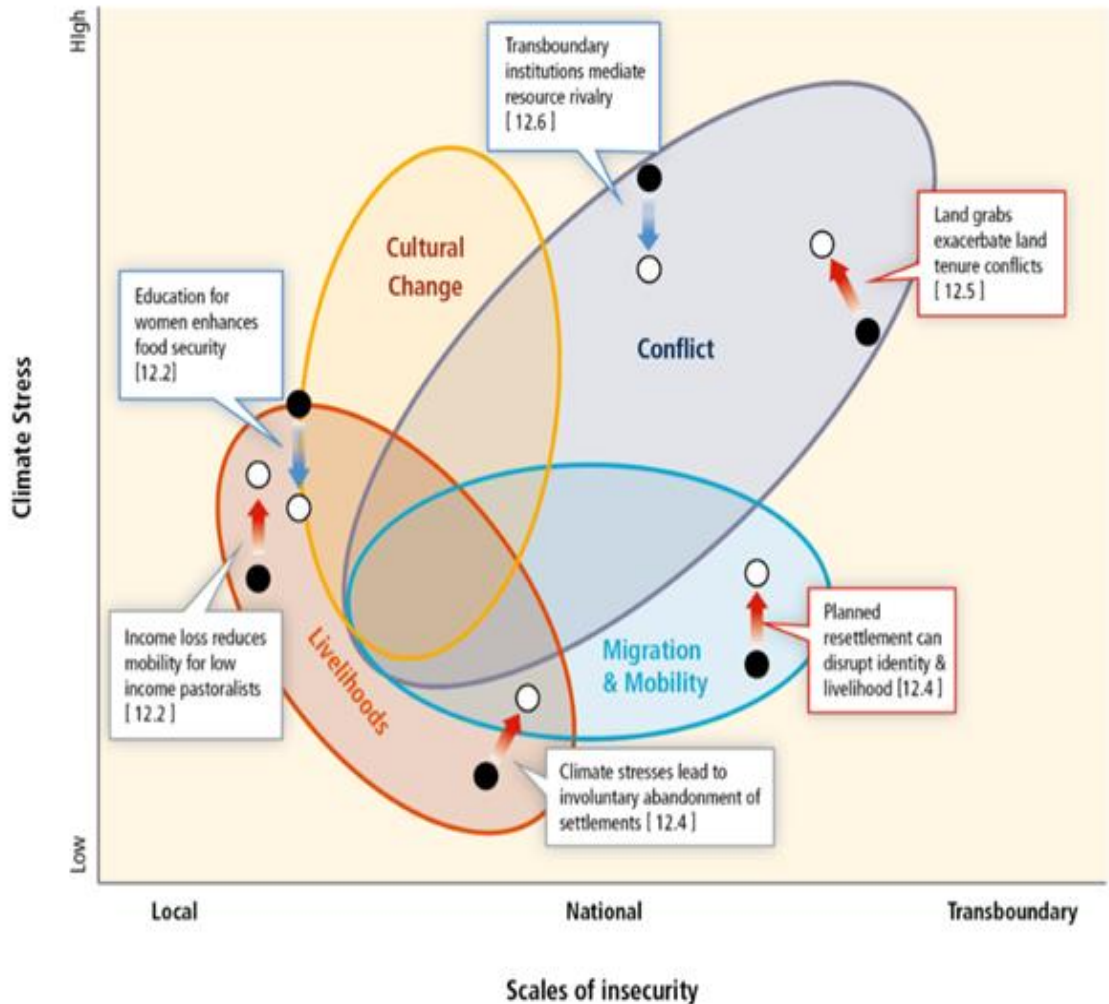 High
Transboundary
institutions mediate
resource rivalry
[ 12.6 ]
Land grabs
exacerbate land
tenure conflicts
[ 12.5 ]
Cultural
Change
Education for
women enhances
food security
[12.2]
Conflict
Climate Stress
Income loss reduces
mobility for low
income pastoralists
[ 12.2 ]
Livelihoods
Migration
& Mobility
Planned
resettlement can
disrupt identity &
livelihood [12.4]
Climate stresses lead to
involuntary abandonment of
settlements [ 12.4 ]
Low
Local
National
Transboundary
Scales of insecurity